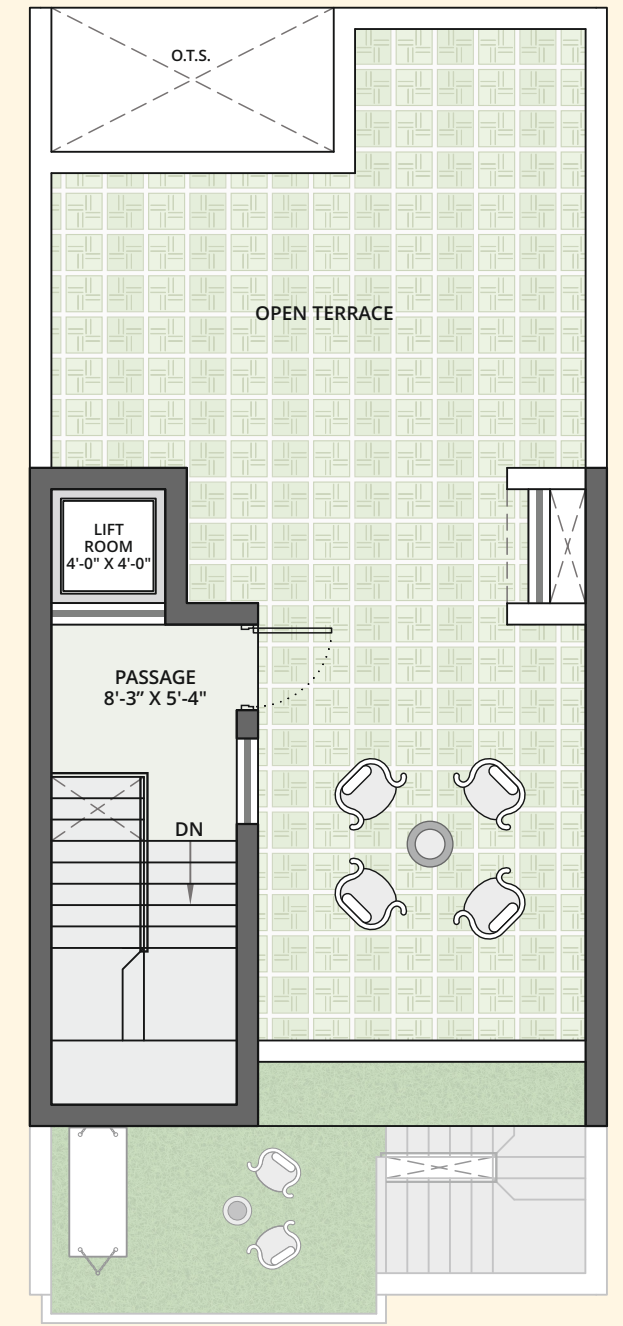 O.T.S.
OPEN TERRACE
LIFT
ROOM
4'-0" X 4'-0"
PASSAGE
8'-3” X 5'-4"
DN